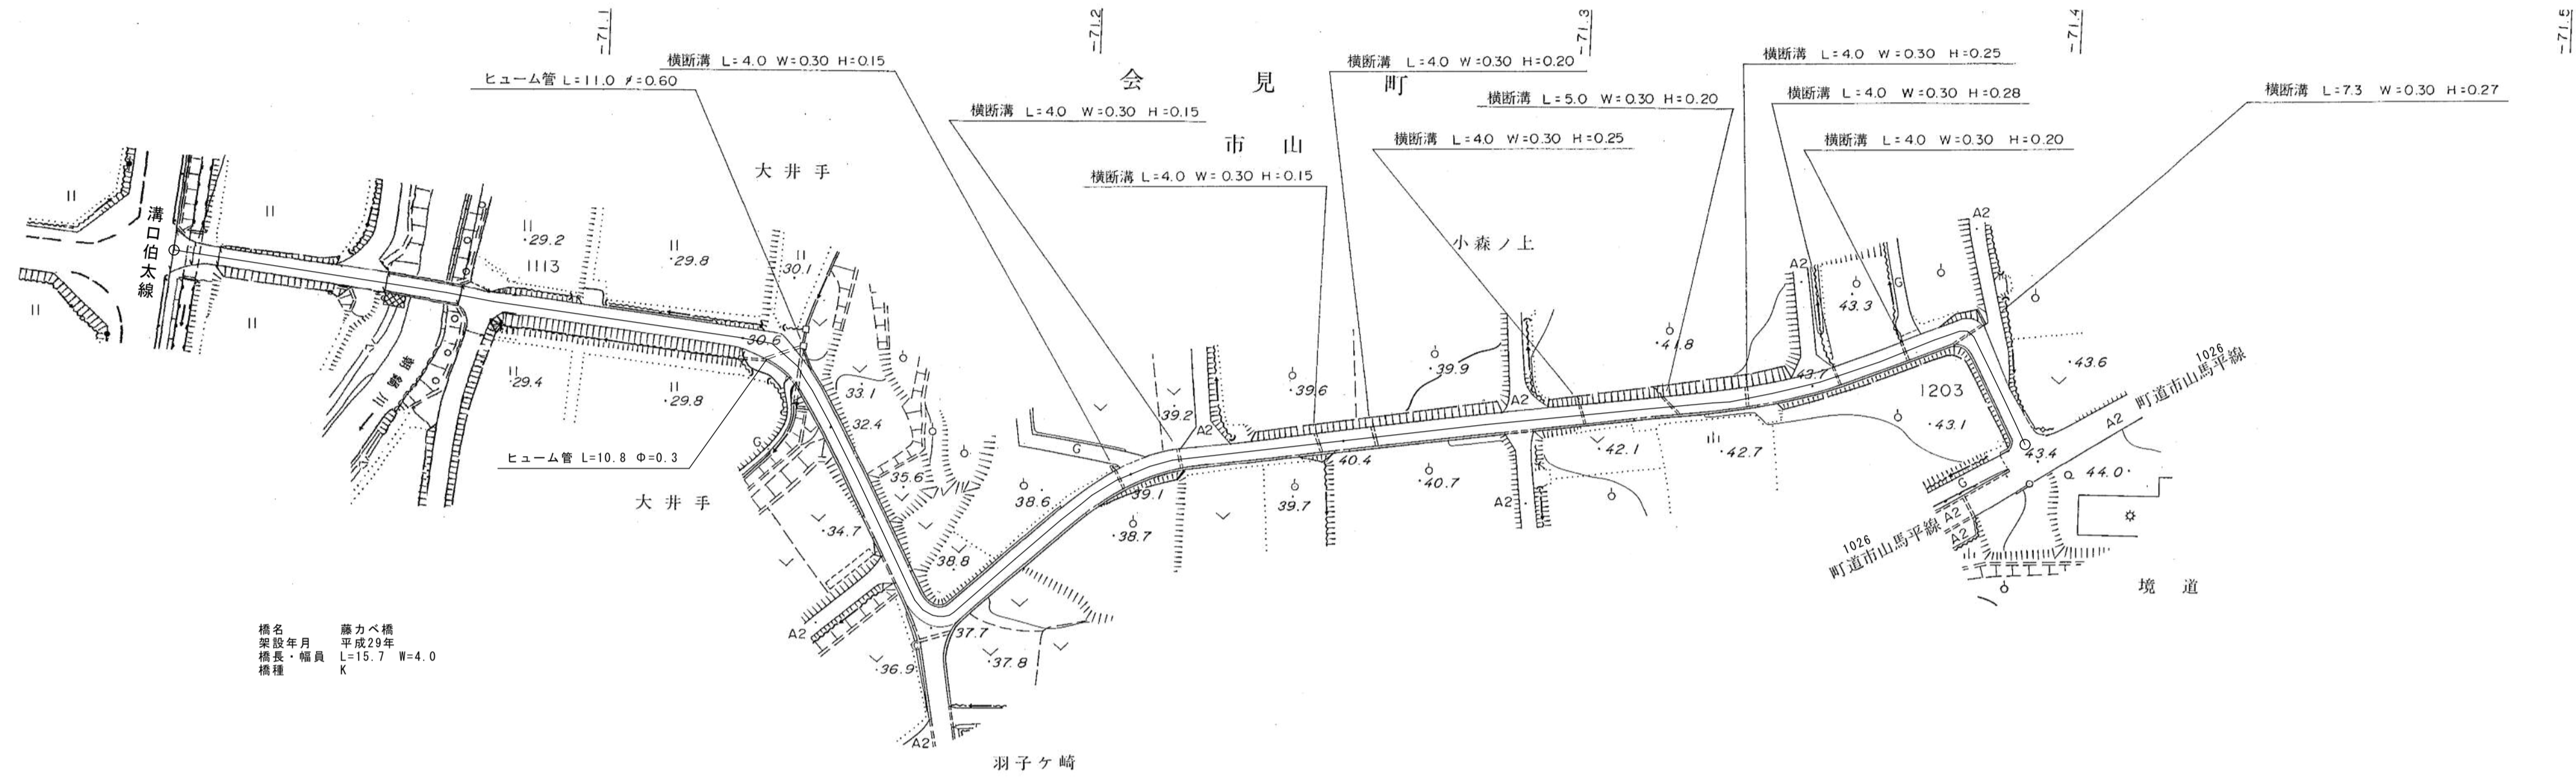 -71.1
-71.2
-71.3
-71.4
横断溝 L=4.0 W=0.30 H=0.15
ヒューム管 L=11.0 φ=0.60
会見町
横断溝 L=4.0 W=0.30 H=0.20
横断溝 L=4.0 W=0.30 H=0.25
横断溝 L=5.0 W=0.30 H=0.20
横断溝 L=4.0 W=0.30 H=0.28
横断溝 L=7.3 W=0.30 H=0.27
横断溝 L=4.0 W=0.30 H=0.15
市山
横断溝 L=4.0 W=0.30 H=0.25
横断溝 L=4.0 W=0.30 H=0.20
大井手
横断溝 L=4.0 W=0.30 H=0.15
溝口伯太線
29.2
1113
29.8
30.1
小森ノ上
A2
A2
G
43.3
30.6
29.4
29.8
33.1
32.4
39.2
A2
39.6
39.9
A2
41.8
43.7
1203
43.1
43.6
1026
町道市山馬平線
A2
G
ヒューム管 L=10.8 Φ=0.3
大井手
35.6
34.7
38.8
38.6
G
39.1
38.7
39.7
40.4
40.7
A2
42.1
42.7
43.4
44.0
G
A2
A2
1026
町道市山馬平線
境道
A2
37.7
36.9
37.8
A2
羽子ケ崎
橋名 藤カベ橋
架設年月 平成29年
橋長・幅員 L=15.7 W=4.0
橋種 K